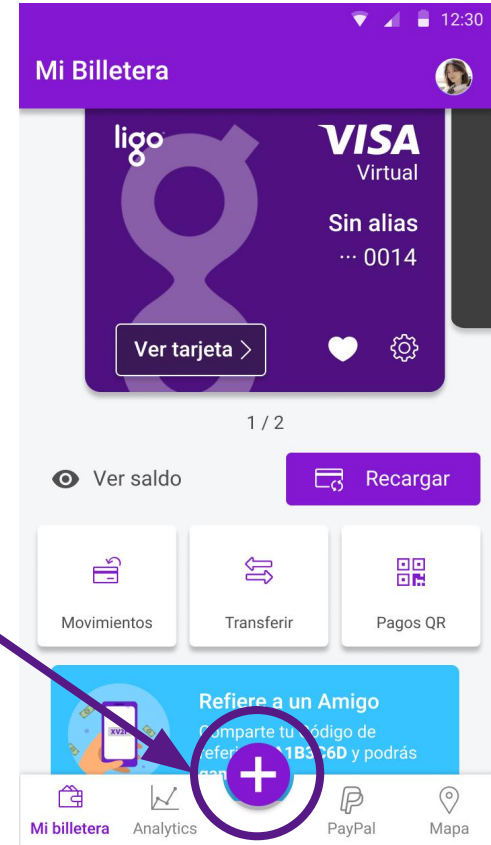 12:30
Mi Billetera
ligo
VISA
Virtual
Sin alias
··· 0014
Ver tarjeta >
1 / 2
Ver saldo
Recargar
Movimientos
Transferir
Pagos QR
Refiere a un Amigo
Comparte tu código de
1B3C6D y podrás
Mi billetera
Analytics
PayPal
Mapa